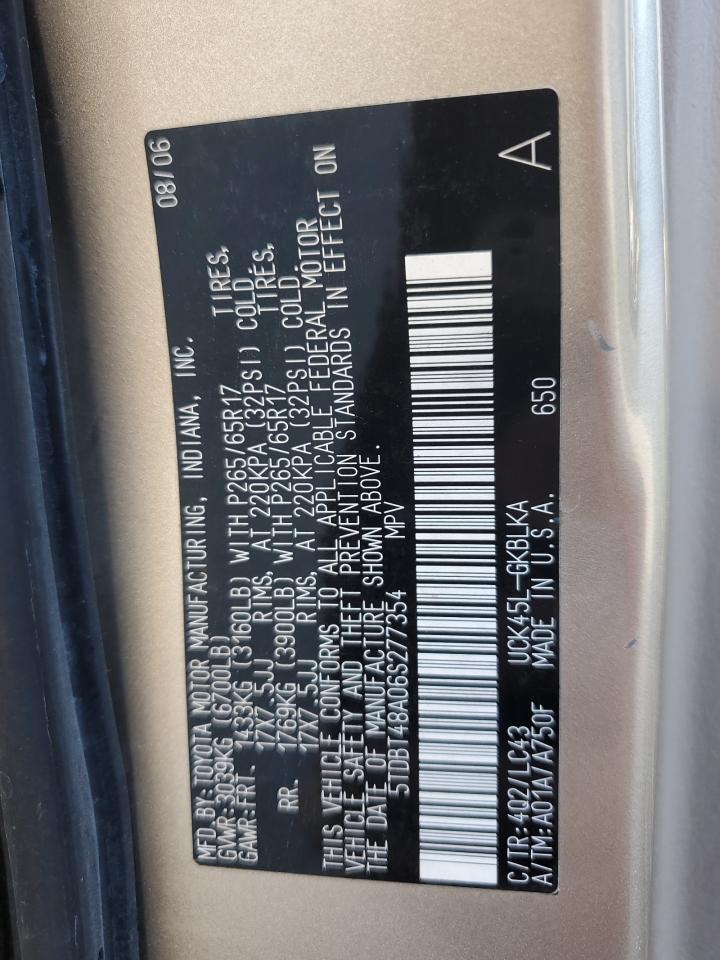 MFD. BY: TOYOTA MOTOR MANUFACTURING, INDIANA, INC. 08/06
GVWR: 3039KG (6700LB)
GAWR: FRT. 1433KG (3160LB) WITH P265/65R17 TIRES,
17X7.5JJ RIMS, AT 220KPA (32PSI) COLD.
RR. 1769KG (3900LB) WITH P265/65R17 TIRES,
17X7.5JJ RIMS, AT 220KPA (32PSI) COLD.
THIS VEHICLE CONFORMS TO ALL APPLICABLE FEDERAL MOTOR
VEHICLE SAFETY AND THEFT PREVENTION STANDARDS IN EFFECT ON
THE DATE OF MANUFACTURE SHOWN ABOVE.
5TDBT48A06S277354 MPV
C/TR:4Q2/LC43 UCK45L-GKBLKA 650 A
A/TM:A01A/A750F MADE IN U.S.A.